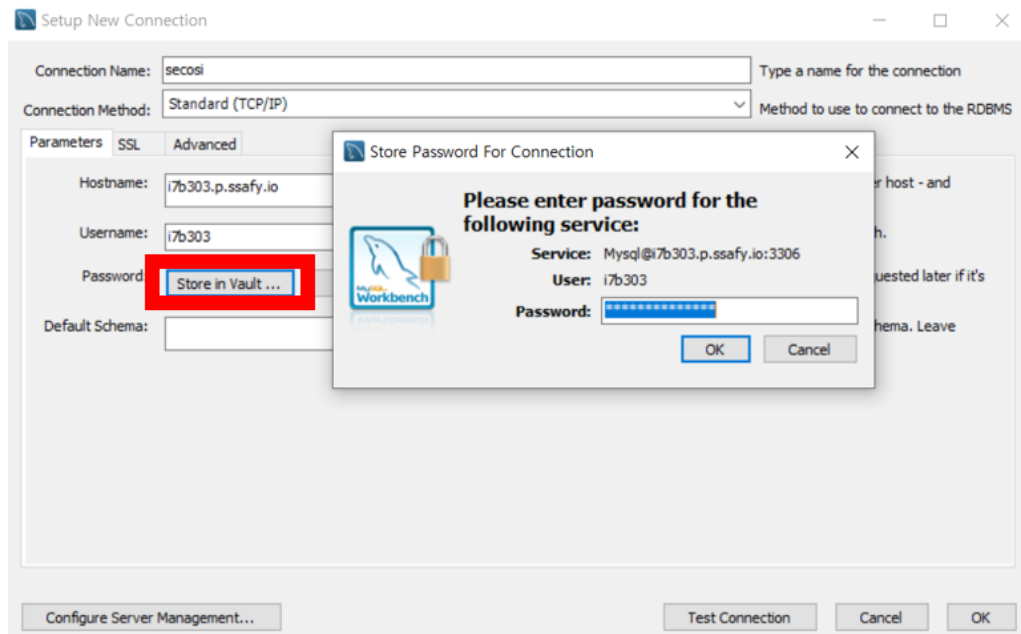 Setup New Connection
Connection Name: secosi Type a name for the connection
Connection Method: Standard (TCP/IP) Method to use to connect to the RDBMS
Parameters SSL Advanced
Store Password For Connection
Hostname: i7b303.p.ssafy.io
er host - and
Username: i7b303
h.
Password: Store in Vault ...
uested later if it's
Default Schema:
hema. Leave
Please enter password for the
following service:
Service: Mysql@i7b303.p.ssafy.io:3306
User: i7b303
Password: **************
OK Cancel
MySQL
Workbench
Configure Server Management... Test Connection Cancel OK